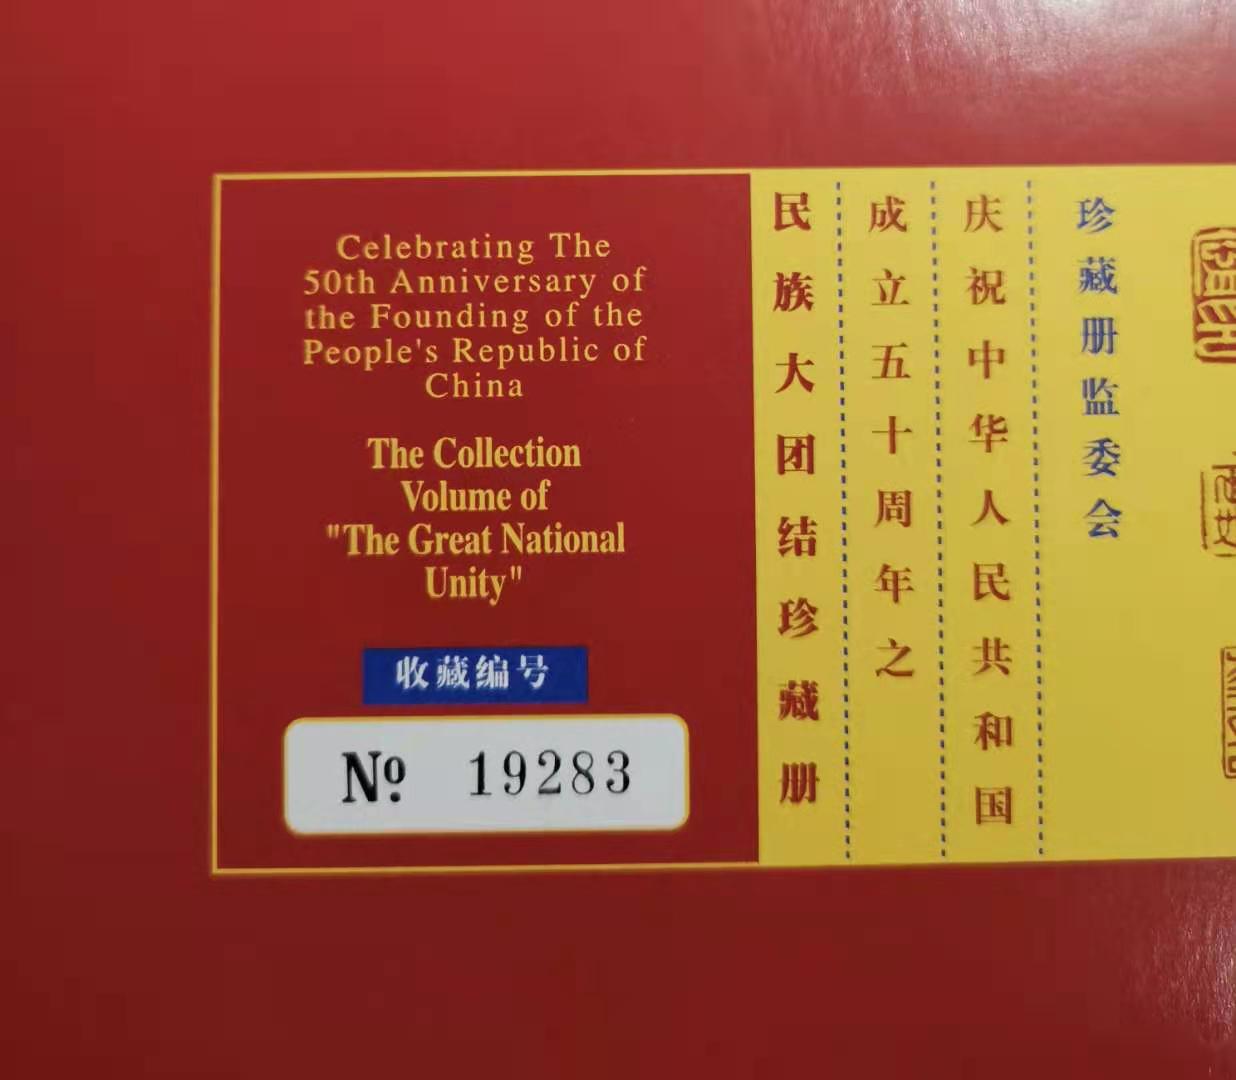 Celebrating The
50th Anniversary of
the Founding of the
People's Republic of
China
The Collection
Volume of
"The Great National
Unity"
收藏编号
Nº 19283
珍藏册监委会
庆祝中华人民共和国
成立五十周年之
民族大团结珍藏册